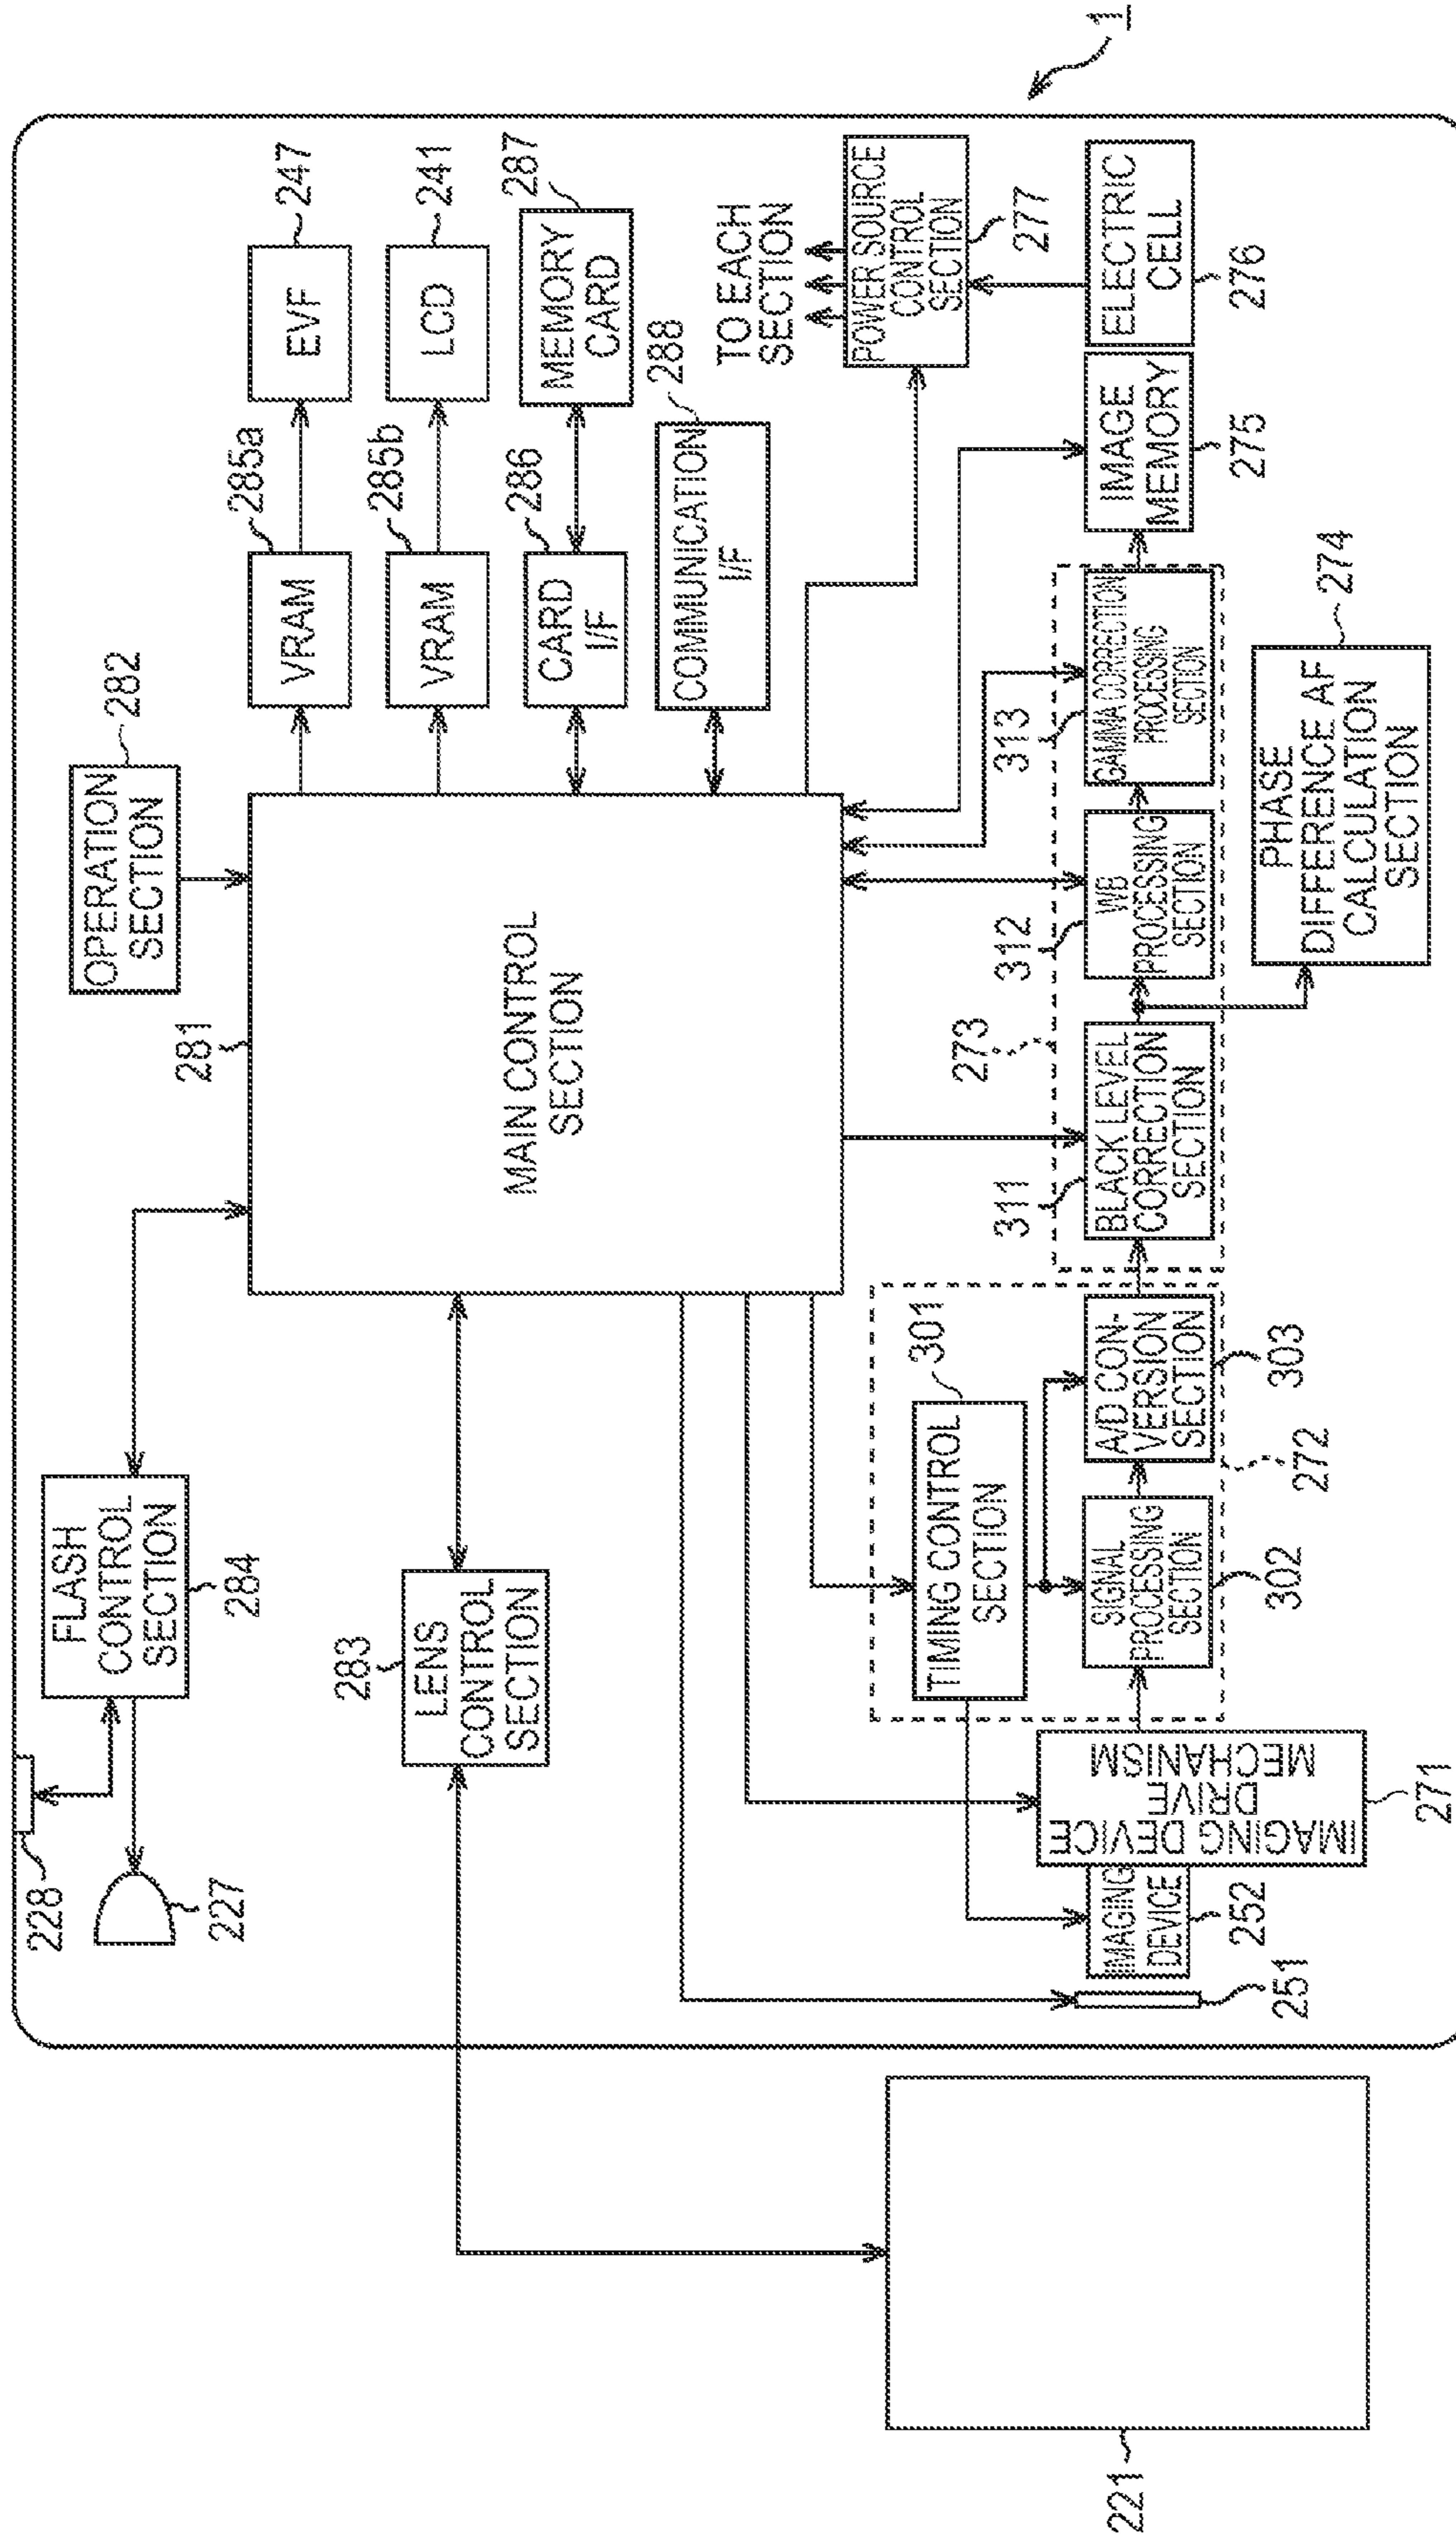 1
OPERATION
SECTION
282
281
MAIN CONTROL
SECTION
VRAM
285a
EVF
247
VRAM
285b
LCD
241
CARD
I/F
286
MEMORY
CARD
287
COMMUNICATION
I/F
288
TO EACH
SECTION
POWER SOURCE
CONTROL
SECTION
277
ELECTRIC
CELL
276
IMAGE
MEMORY
275
228
227
FLASH
CONTROL
SECTION
284
283
LENS
CONTROL
SECTION
TIMING CONTROL
SECTION
301
SIGNAL
PROCESSING
SECTION
302
A/D CON-
VERSION
SECTION
303
272
273
311
BLACK LEVEL
CORRECTION
SECTION
312
WB
PROCESSING
SECTION
313
GAMMA CORRECTION
PROCESSING
SECTION
PHASE
DIFFERENCE AF
CALCULATION
SECTION
274
IMAGING DEVICE
DRIVE
MECHANISM
271
IMAGING
DEVICE
252
251
221